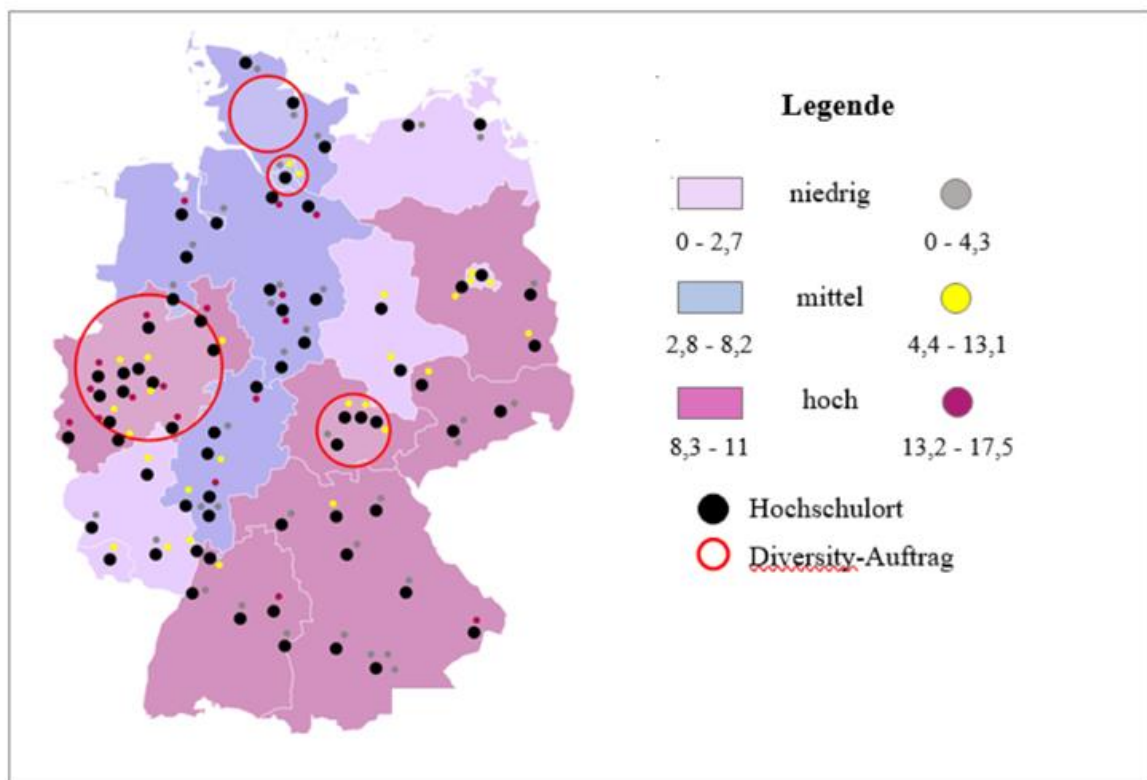 Legende
niedrig
0 - 2,7 0 - 4,3
mittel
2,8 - 8,2 4,4 - 13,1
hoch
8,3 - 11 13,2 - 17,5
Hochschulort
Diversity-Auftrag